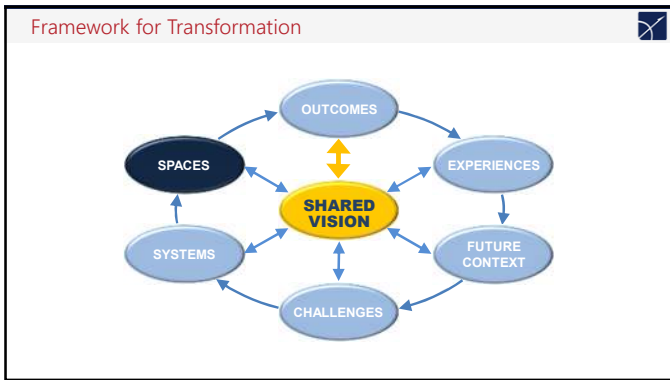 Framework for Transformation
OUTCOMES
SPACES
EXPERIENCES
SHARED
VISION
SYSTEMS
FUTURE
CONTEXT
CHALLENGES